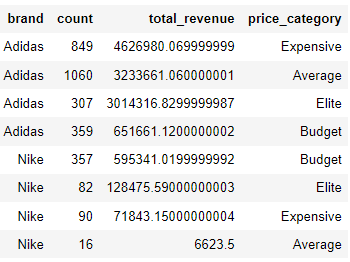 brand count total_revenue price_category
Adidas 849 4626980.069999999 Expensive
Adidas 1060 3233661.060000001 Average
Adidas 307 3014316.8299999987 Elite
Adidas 359 651661.1200000002 Budget
Nike 357 595341.0199999992 Budget
Nike 82 128475.59000000003 Elite
Nike 90 71843.15000000004 Expensive
Nike 16 6623.5 Average